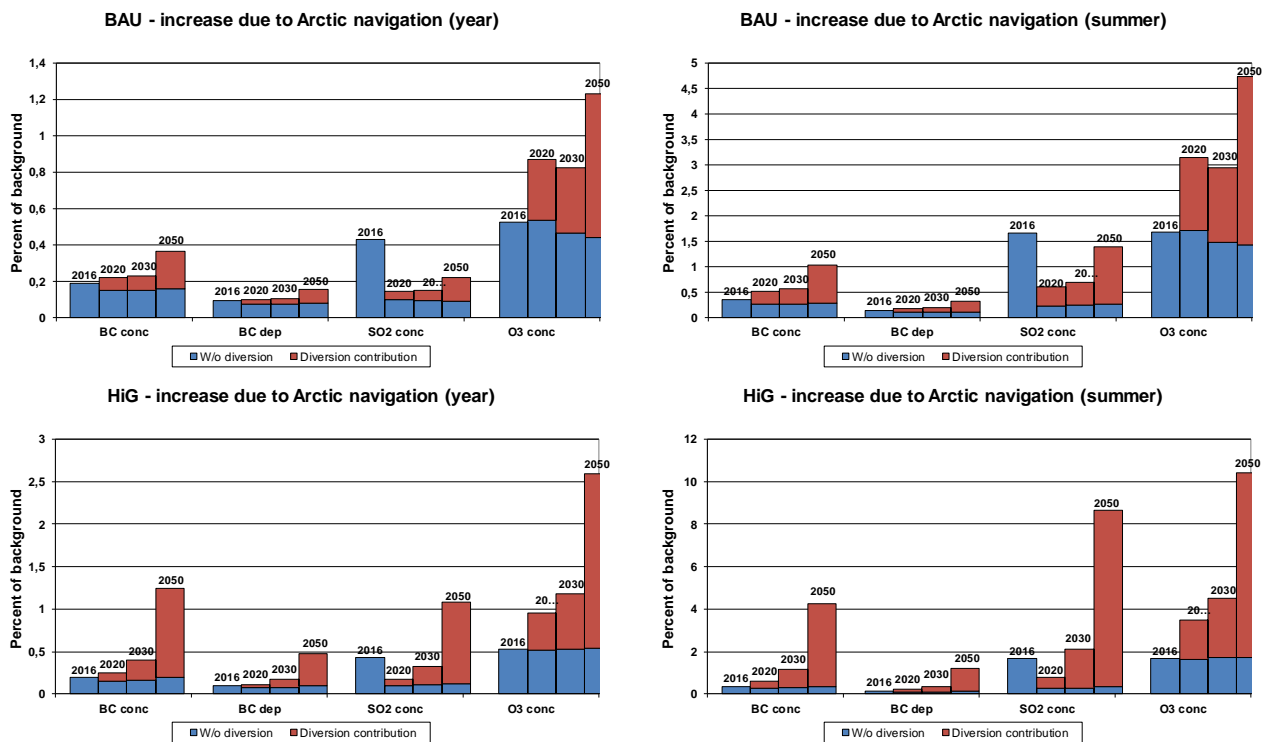 BAU - increase due to Arctic navigation (year)
Percent of background
1,4
1,2
1
0,8
0,6
0,4
0,2
0
2016 2020 2030 2050
2016 2020 2030 2050
2016 2020 20... 2050
2016 2020 2030 2050
BC conc BC dep SO2 conc O3 conc
W/o diversion Diversion contribution
BAU - increase due to Arctic navigation (summer)
Percent of background
5
4,5
4
3,5
3
2,5
2
1,5
1
0,5
0
2016 2020 2030 2050
2016 2020 2030 2050
2016 2020 20... 2050
2016 2020 2030 2050
BC conc BC dep SO2 conc O3 conc
W/o diversion Diversion contribution
HiG - increase due to Arctic navigation (year)
Percent of background
3
2,5
2
1,5
1
0,5
0
2016 2020 2030 2050
2016 2020 2030 2050
2016 2020 2030 2050
2016 20... 2030 2050
BC conc BC dep SO2 conc O3 conc
W/o diversion Diversion contribution
HiG - increase due to Arctic navigation (summer)
Percent of background
12
10
8
6
4
2
0
2016 2020 2030 2050
2016 2020 2030 2050
2016 2020 2030 2050
2016 20... 2030 2050
BC conc BC dep SO2 conc O3 conc
W/o diversion Diversion contribution